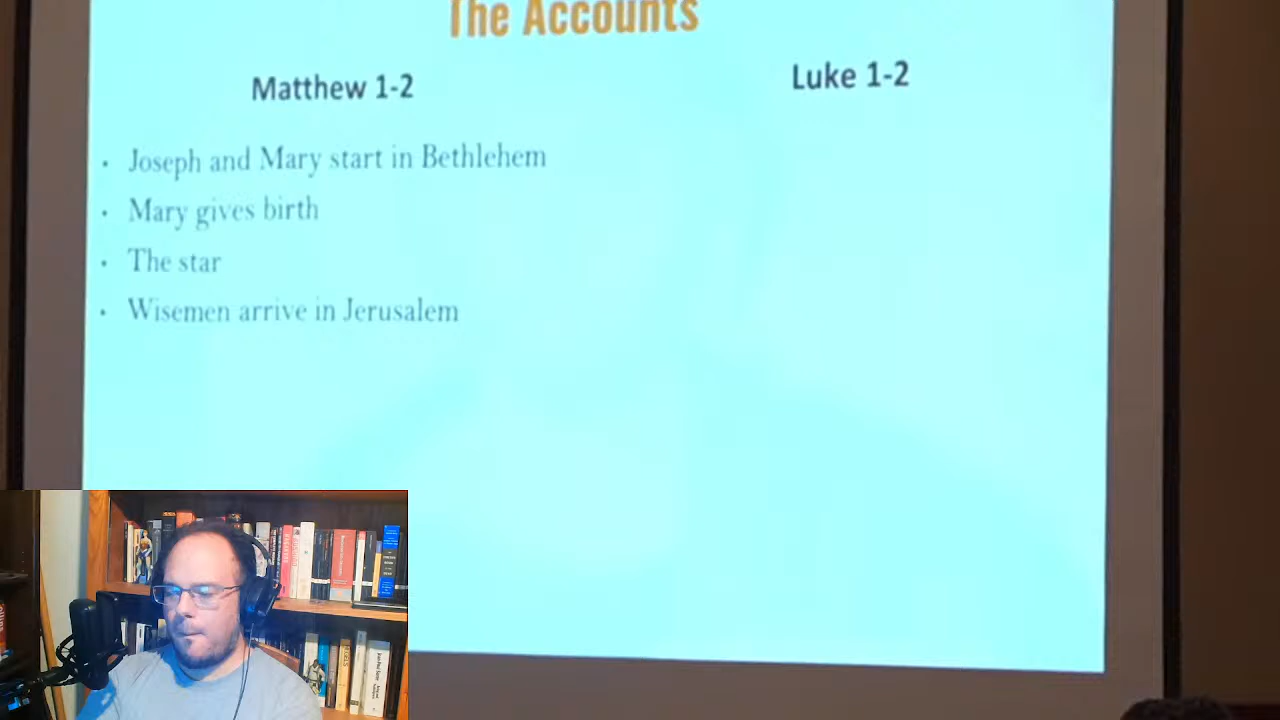 The Accounts
Matthew 1-2
Luke 1-2
• Joseph and Mary start in Bethlehem
• Mary gives birth
• The star
• Wisemen arrive in Jerusalem